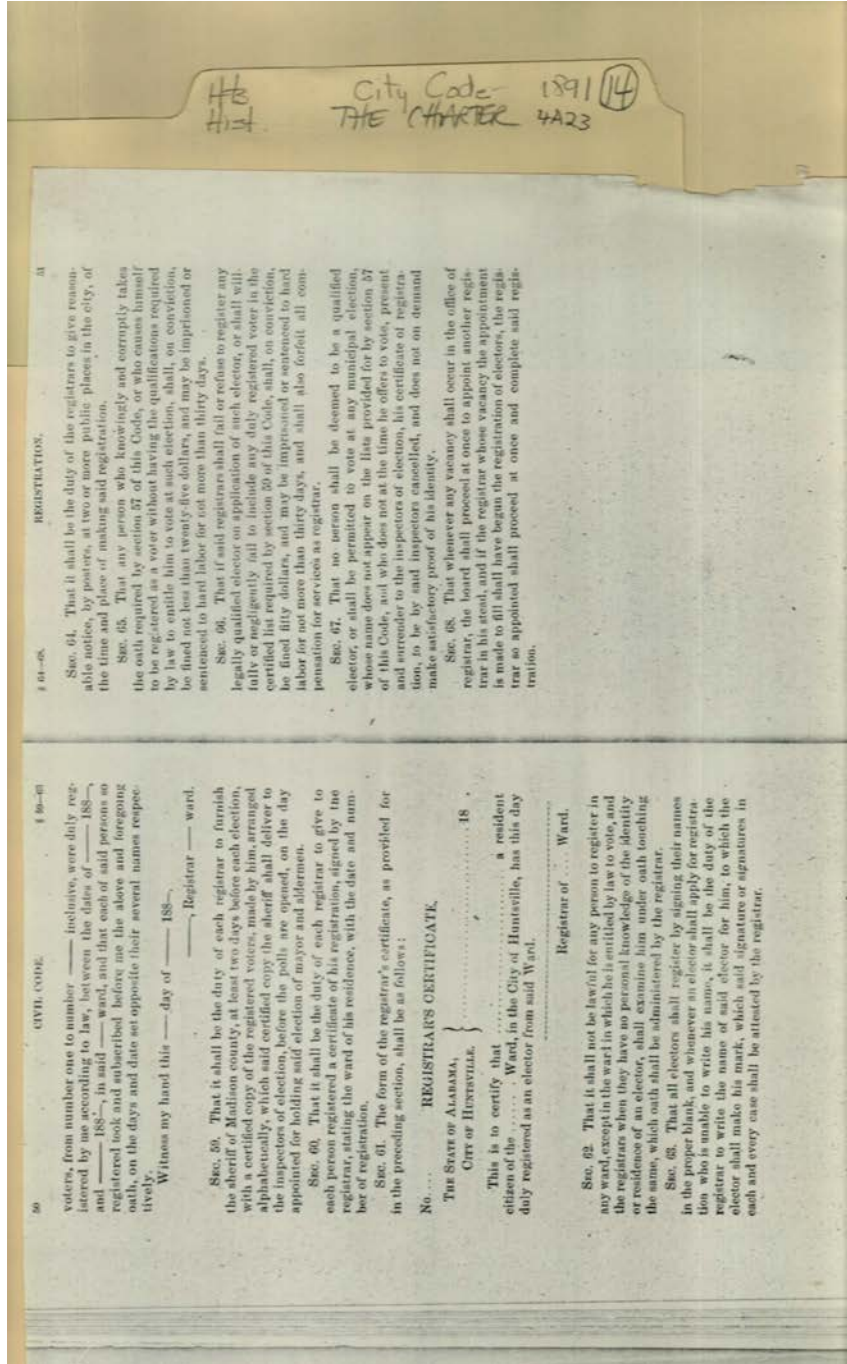 Hts City Code- 1891 14
Hist. THE CHARTER 4A23
50 CIVIL CODE. § 59—63
voters, from number one to number —— inclusive, were duly reg-
istered by me according to law, between the dates of —— 188—,
and —— 188—, in said —— ward, and that each of said persons so
registered took and subscribed before me the above and foregoing
oath, on the days and date set opposite their several names respec-
tively.
Witness my hand this —— day of —— 188—.
——, Registrar —— ward.
SEC. 59. That it shall be the duty of each registrar to furnish
the sheriff of Madison county, at least two days before each election,
with a certified copy of the registered voters, made by him, arranged
alphabetically, which said certified copy the sheriff shall deliver to
the inspectors of election, before the polls are opened, on the day
appointed for holding said election of mayor and aldermen.
SEC. 60. That it shall be the duty of each registrar to give to
each person registered a certificate of his registration, signed by the
registrar, stating the ward of his residence, with the date and num-
ber of registration.
SEC. 61. The form of the registrar's certificate, as provided for
in the preceding section, shall be as follows:
No.... REGISTRAR'S CERTIFICATE,
THE STATE OF ALABAMA,
CITY OF HUNTSVILLE. } ........................18 .
This is to certify that .................... a resident
citizen of the ....... Ward, in the City of Huntsville, has this day
duly registered as an elector from said Ward.
Registrar of .... Ward.
SEC. 62. That it shall not be lawful for any person to register in
any ward, except in the ward in which he is entitled by law to vote, and
the registrars when they have no personal knowledge of the identity
or residence of an elector, shall examine him under oath touching
the same, which oath shall be administered by the registrar.
SEC. 63. That all electors shall register by signing their names
in the proper blank, and whenever an elector shall apply for registra-
tion who is unable to write his name, it shall be the duty of the
registrar to write the name of said elector for him, to which the
elector shall make his mark, which said signature or signatures in
each and every case shall be attested by the registrar.
§ 64—68. REGISTRATION. 51
SEC. 64. That it shall be the duty of the registrars to give reason-
able notice, by posters, at two or more public places in the city, of
the time and place of making said registration.
SEC. 65. That any person who knowingly and corruptly takes
the oath required by section 57 of this Code, or who causes himself
to be registered as a voter without having the qualifications required
by law to entitle him to vote at such election, shall, on conviction,
be fined not less than twenty-five dollars, and may be imprisoned or
sentenced to hard labor for not more than thirty days.
SEC. 66. That if said registrars shall fail or refuse to register any
legally qualified elector on application of such elector, or shall will-
fully or negligently fail to include any duly registered voter in the
certified list required by section 59 of this Code, shall, on conviction,
be fined fifty dollars, and may be imprisoned or sentenced to hard
labor for not more than thirty days, and shall also forfeit all com-
pensation for services as registrar.
SEC. 67. That no person shall be deemed to be a qualified
elector, or shall be permitted to vote at any municipal election,
whose name does not appear on the lists provided for by section 57
of this Code, and who does not at the time he offers to vote, present
and surrender to the inspectors of election, his certificate of registra-
tion, to be by said inspectors cancelled, and does not on demand
make satisfactory proof of his identity.
SEC. 68. That whenever any vacancy shall occur in the office of
registrar, the board shall proceed at once to appoint another regis-
trar in his stead, and if the registrar whose vacancy the appointment
is made to fill shall have begun the registration of electors, the regis-
trar so appointed shall proceed at once and complete said regis-
tration.